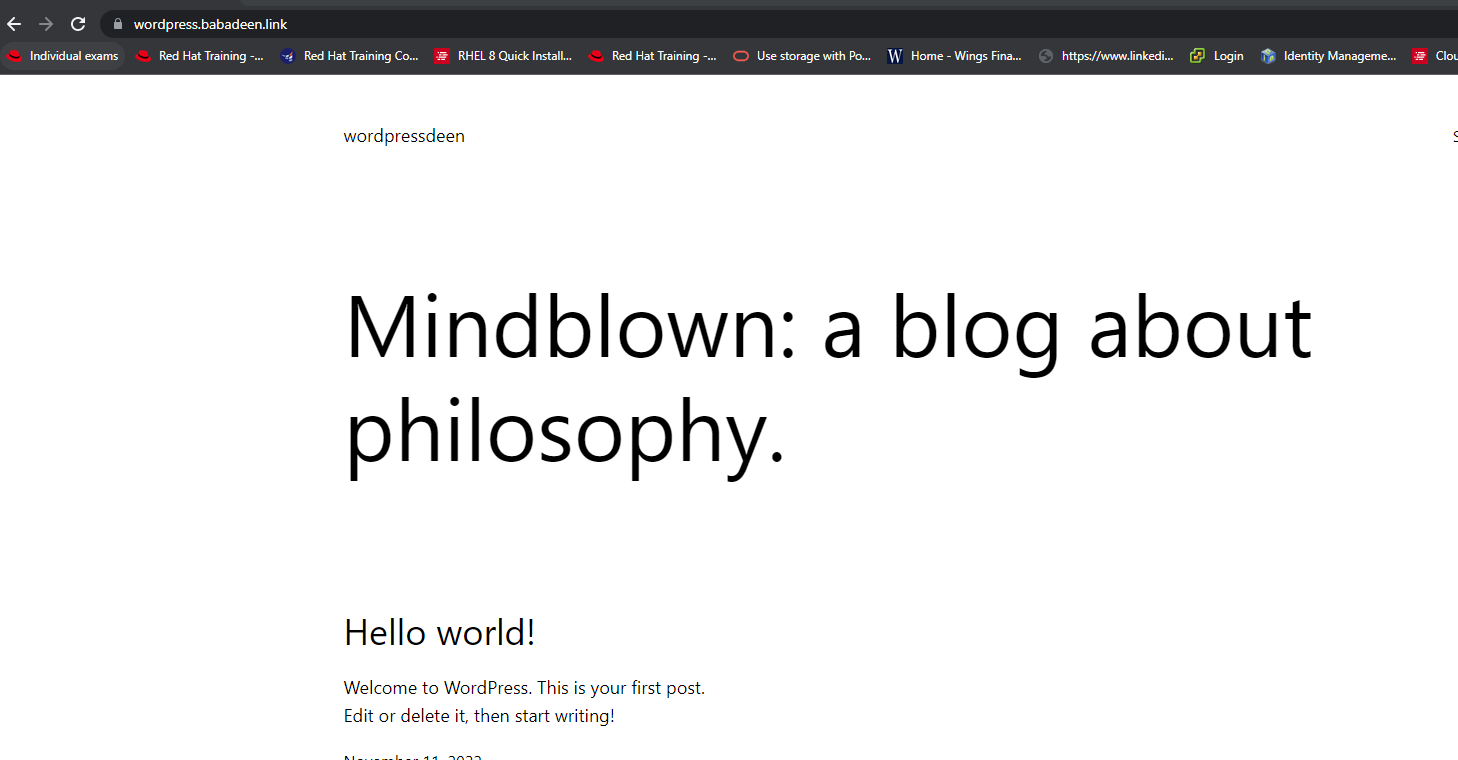 wordpress.babadeen.link
Individual exams Red Hat Training -... Red Hat Training Co... RHEL 8 Quick Install... Red Hat Training -... Use storage with Po... Home - Wings Fina... https://www.linkedi... Login Identity Manageme... Clou
wordpressdeen
Mindblown: a blog about
philosophy.
Hello world!
Welcome to WordPress. This is your first post.
Edit or delete it, then start writing!
November 11, 2022